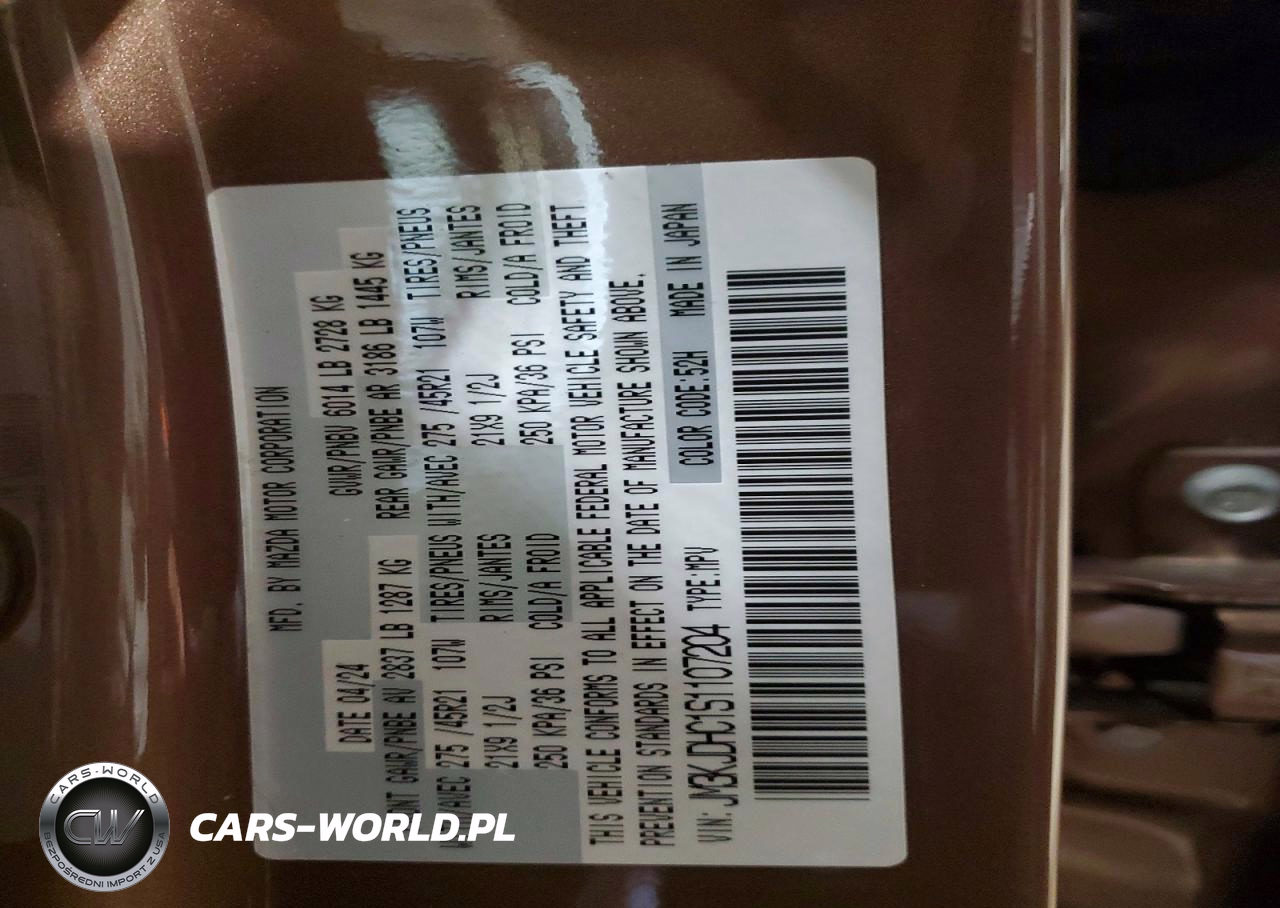 MFD. BY MAZDA MOTOR CORPORATION
DATE 04/24
GVWR/PNBV 6014 LB 2728 KG
GAWR/PNBE AV 2837 LB 1287 KG
REAR GAWR/PNBE AR 3186 LB 1445 KG
275 /45R21 107W TIRES/PNEUS WITH/AVEC 275 /45R21 107W TIRES/PNEUS
21X9 1/2J RIMS/JANTES 21X9 1/2J RIMS/JANTES
250 KPA/36 PSI COLD/A FROID 250 KPA/36 PSI COLD/A FROID
THIS VEHICLE CONFORMS TO ALL APPLICABLE FEDERAL MOTOR VEHICLE SAFETY AND THEFT
PREVENTION STANDARDS IN EFFECT ON THE DATE OF MANUFACTURE SHOWN ABOVE.
VIN: JM3KJDHC1S1107204 TYPE:MPV
COLOR CODE:52H MADE IN JAPAN
CARS-WORLD
CW
BEZPOŚREDNI IMPORT Z USA
CARS-WORLD.PL